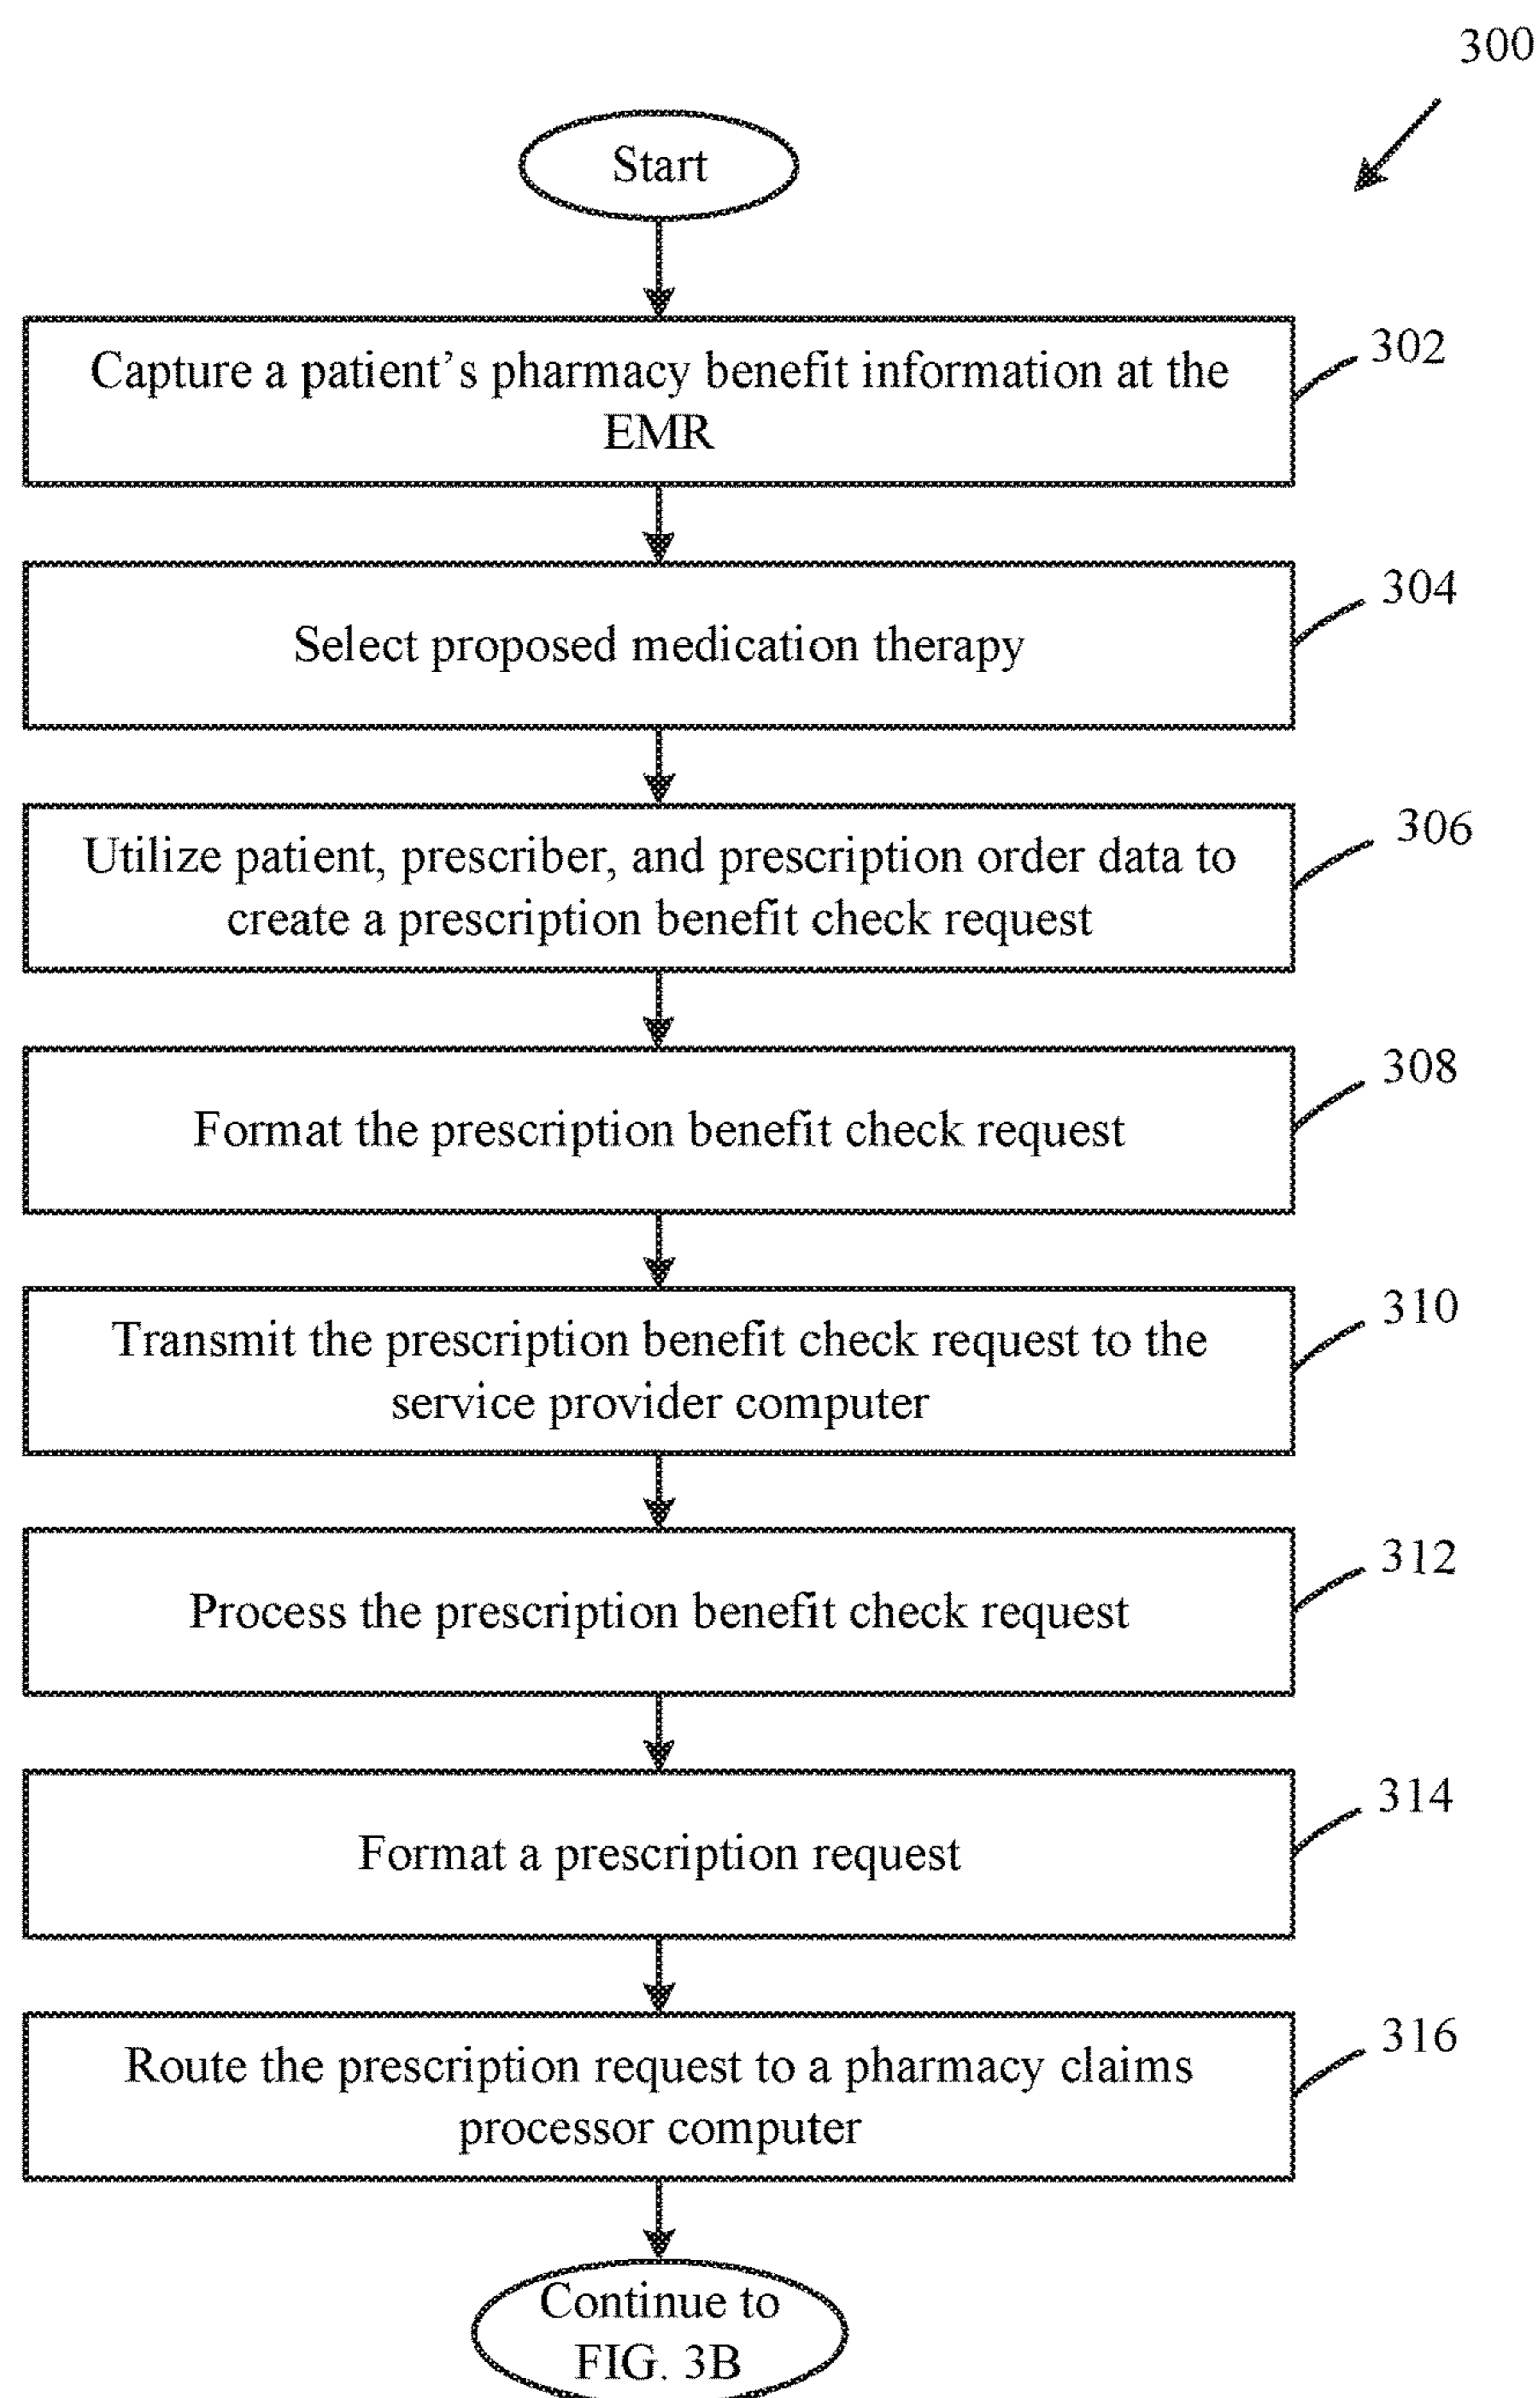 300
Start
Capture a patient's pharmacy benefit information at the
EMR
302
Select proposed medication therapy
304
Utilize patient, prescriber, and prescription order data to
create a prescription benefit check request
306
Format the prescription benefit check request
308
Transmit the prescription benefit check request to the
service provider computer
310
Process the prescription benefit check request
312
Format a prescription request
314
Route the prescription request to a pharmacy claims
processor computer
316
Continue to
FIG. 3B